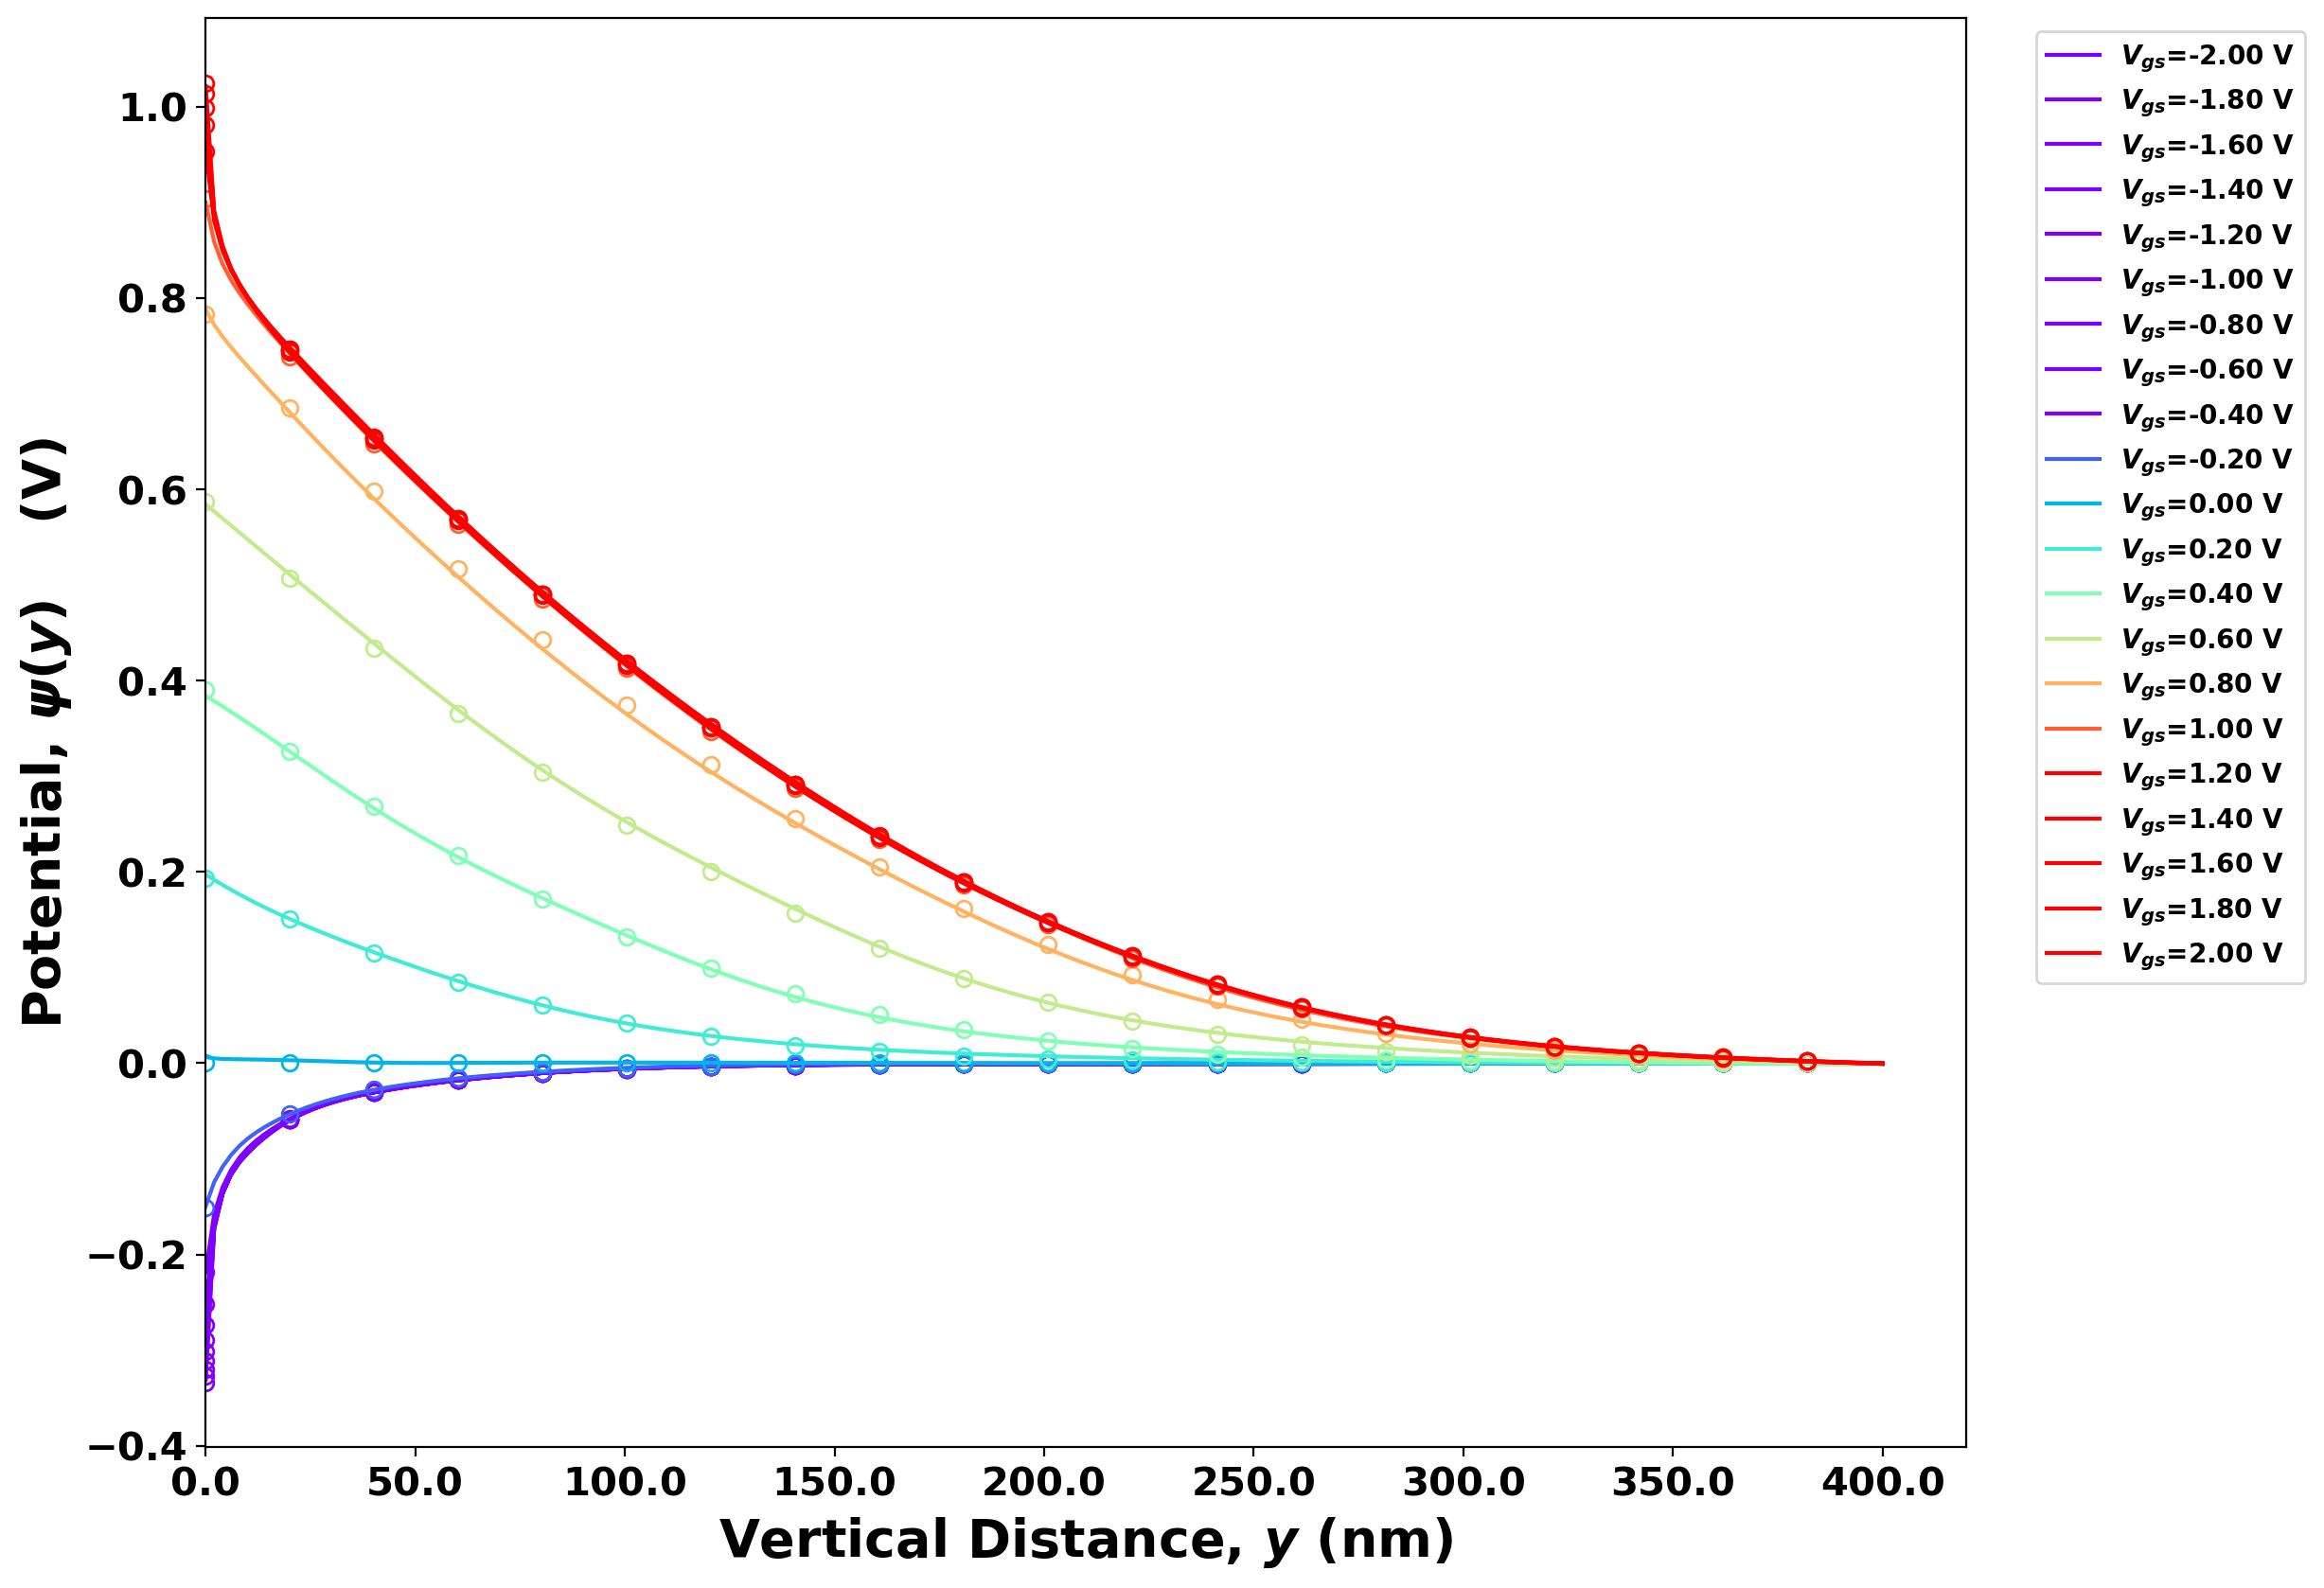 1.0
0.8
0.6
0.4
0.2
0.0
−0.2
−0.4
Potential, ψ(y) (V)
0.0 50.0 100.0 150.0 200.0 250.0 300.0 350.0 400.0
Vertical Distance, y (nm)
Vgs=-2.00 V
Vgs=-1.80 V
Vgs=-1.60 V
Vgs=-1.40 V
Vgs=-1.20 V
Vgs=-1.00 V
Vgs=-0.80 V
Vgs=-0.60 V
Vgs=-0.40 V
Vgs=-0.20 V
Vgs=0.00 V
Vgs=0.20 V
Vgs=0.40 V
Vgs=0.60 V
Vgs=0.80 V
Vgs=1.00 V
Vgs=1.20 V
Vgs=1.40 V
Vgs=1.60 V
Vgs=1.80 V
Vgs=2.00 V